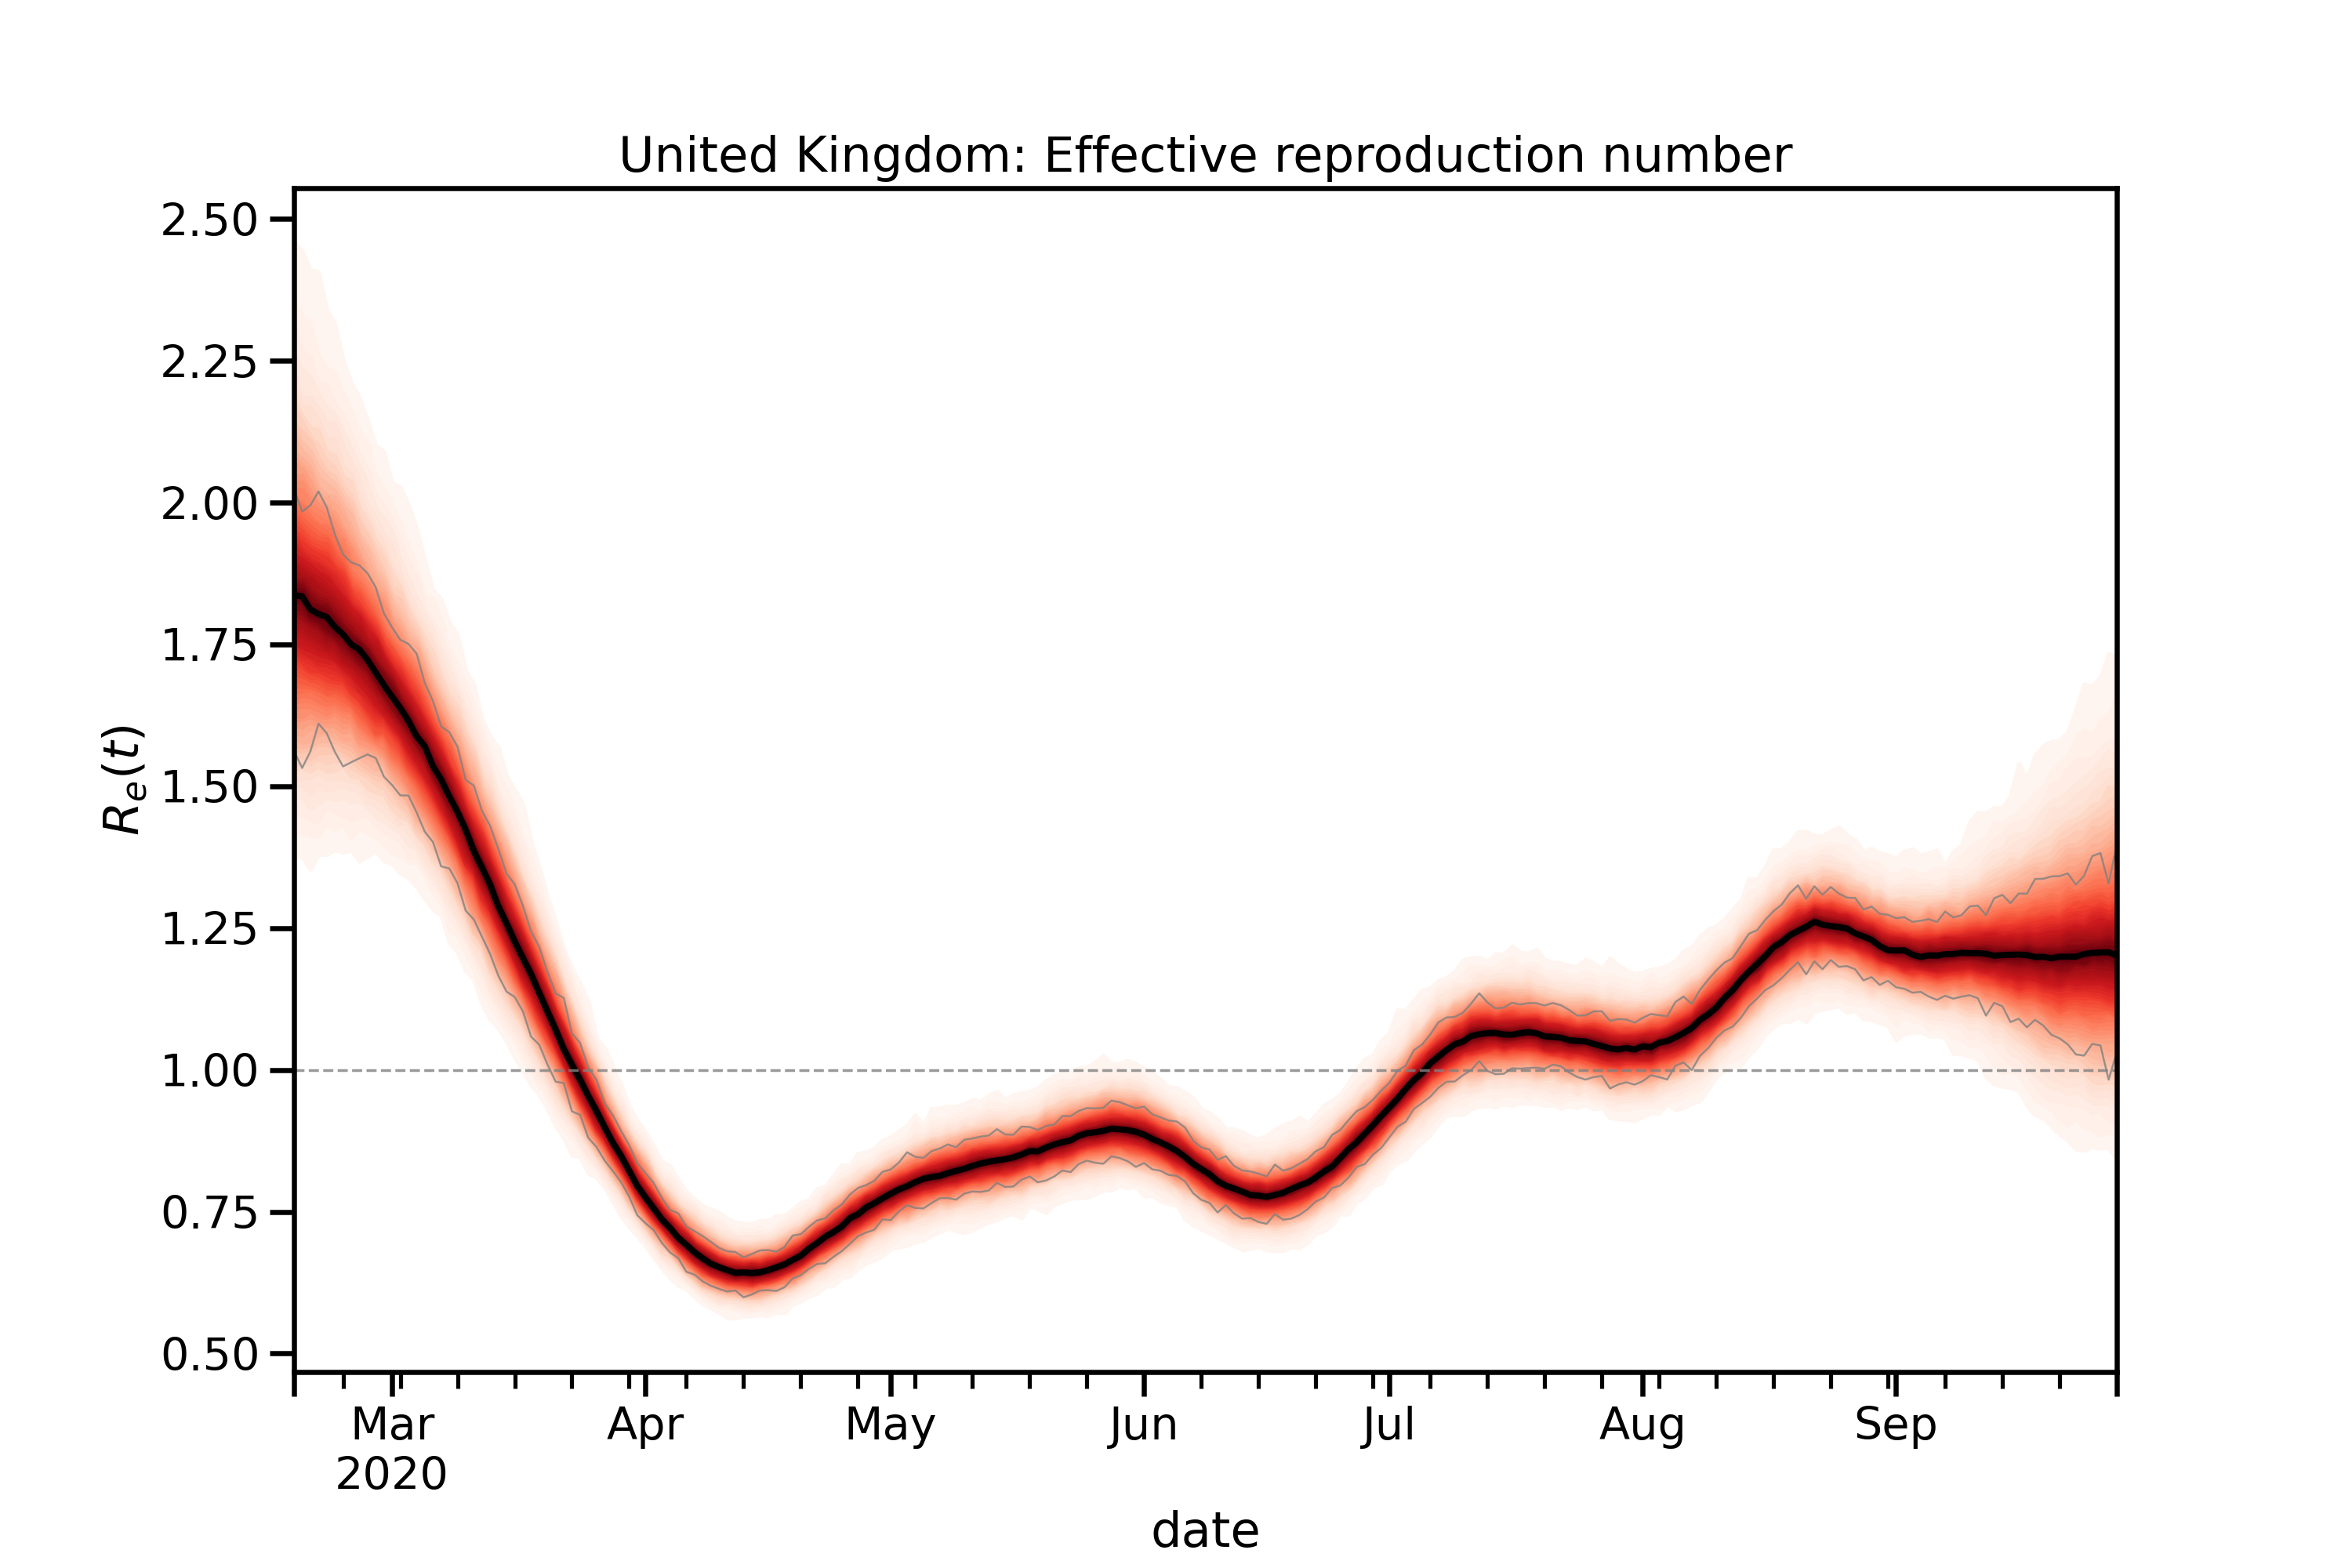 United Kingdom: Effective reproduction number
2.50
2.25
2.00
1.75
1.50
1.25
1.00
0.75
0.50
Rₑ(t)
Mar Apr May Jun Jul Aug Sep
2020
date